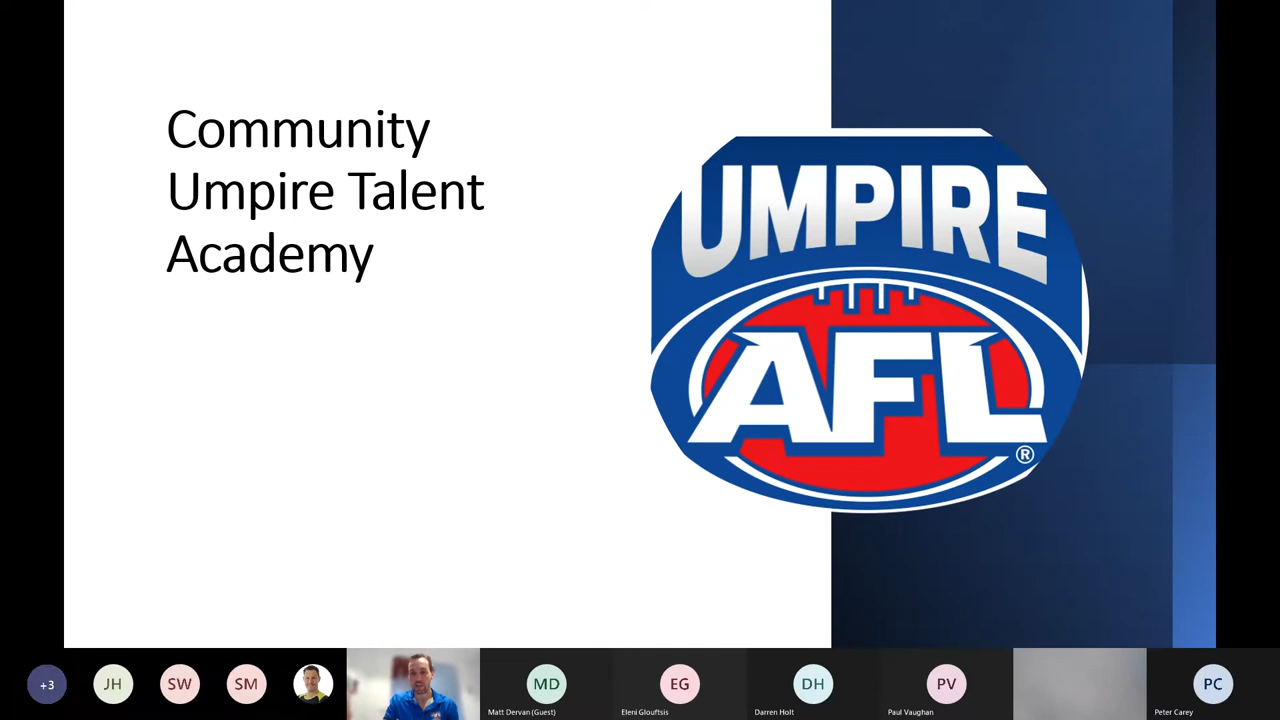 Community
Umpire Talent
Academy
UMPIRE
AFL
®
+3
JH
SW
SM
MD
Matt Dervan (Guest)
EG
Eleni Glouftsis
DH
Darren Holt
PV
Paul Vaughan
PC
Peter Carey